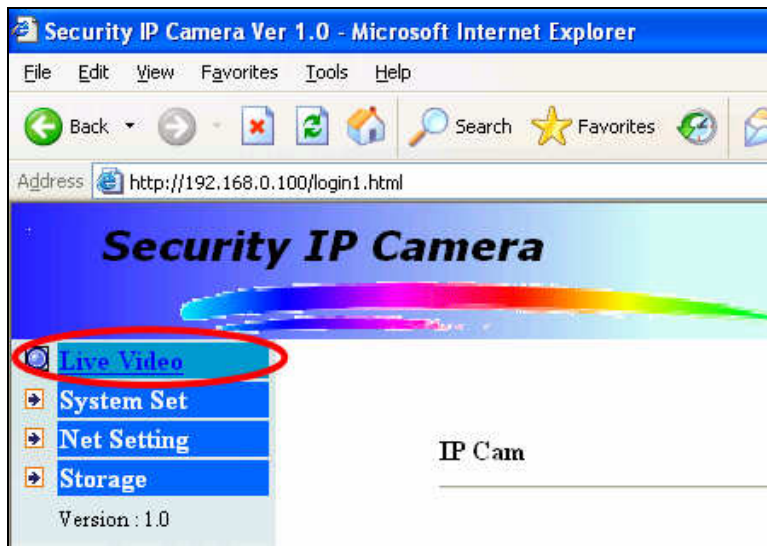 Security IP Camera Ver 1.0 - Microsoft Internet Explorer
File Edit View Favorites Tools Help
Back Search Favorites
Address http://192.168.0.100/login1.html
Security IP Camera
Live Video
System Set
Net Setting
Storage
Version : 1.0
IP Cam